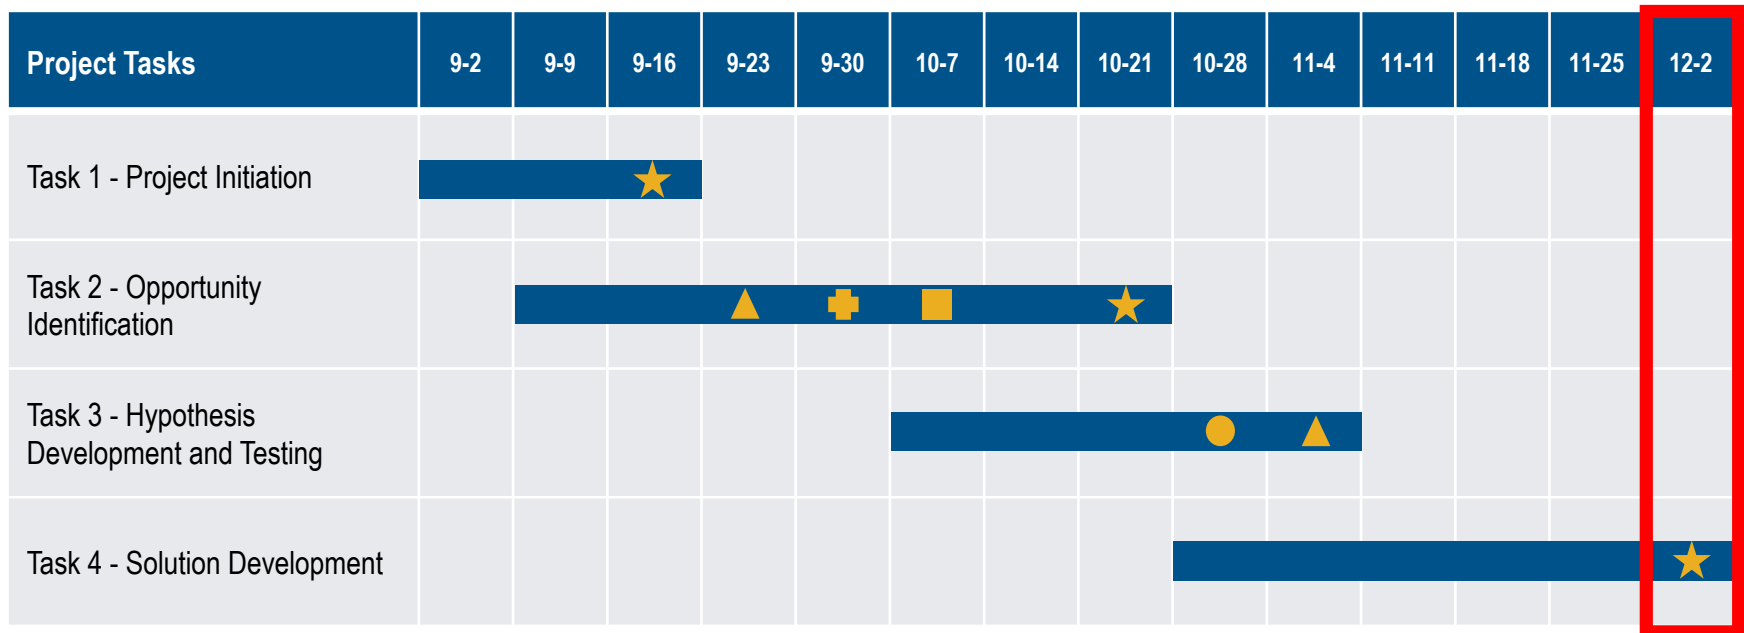 Project Tasks 9-2 9-9 9-16 9-23 9-30 10-7 10-14 10-21 10-28 11-4 11-11 11-18 11-25 12-2
Task 1 - Project Initiation
Task 2 - Opportunity
Identification
Task 3 - Hypothesis
Development and Testing
Task 4 - Solution Development